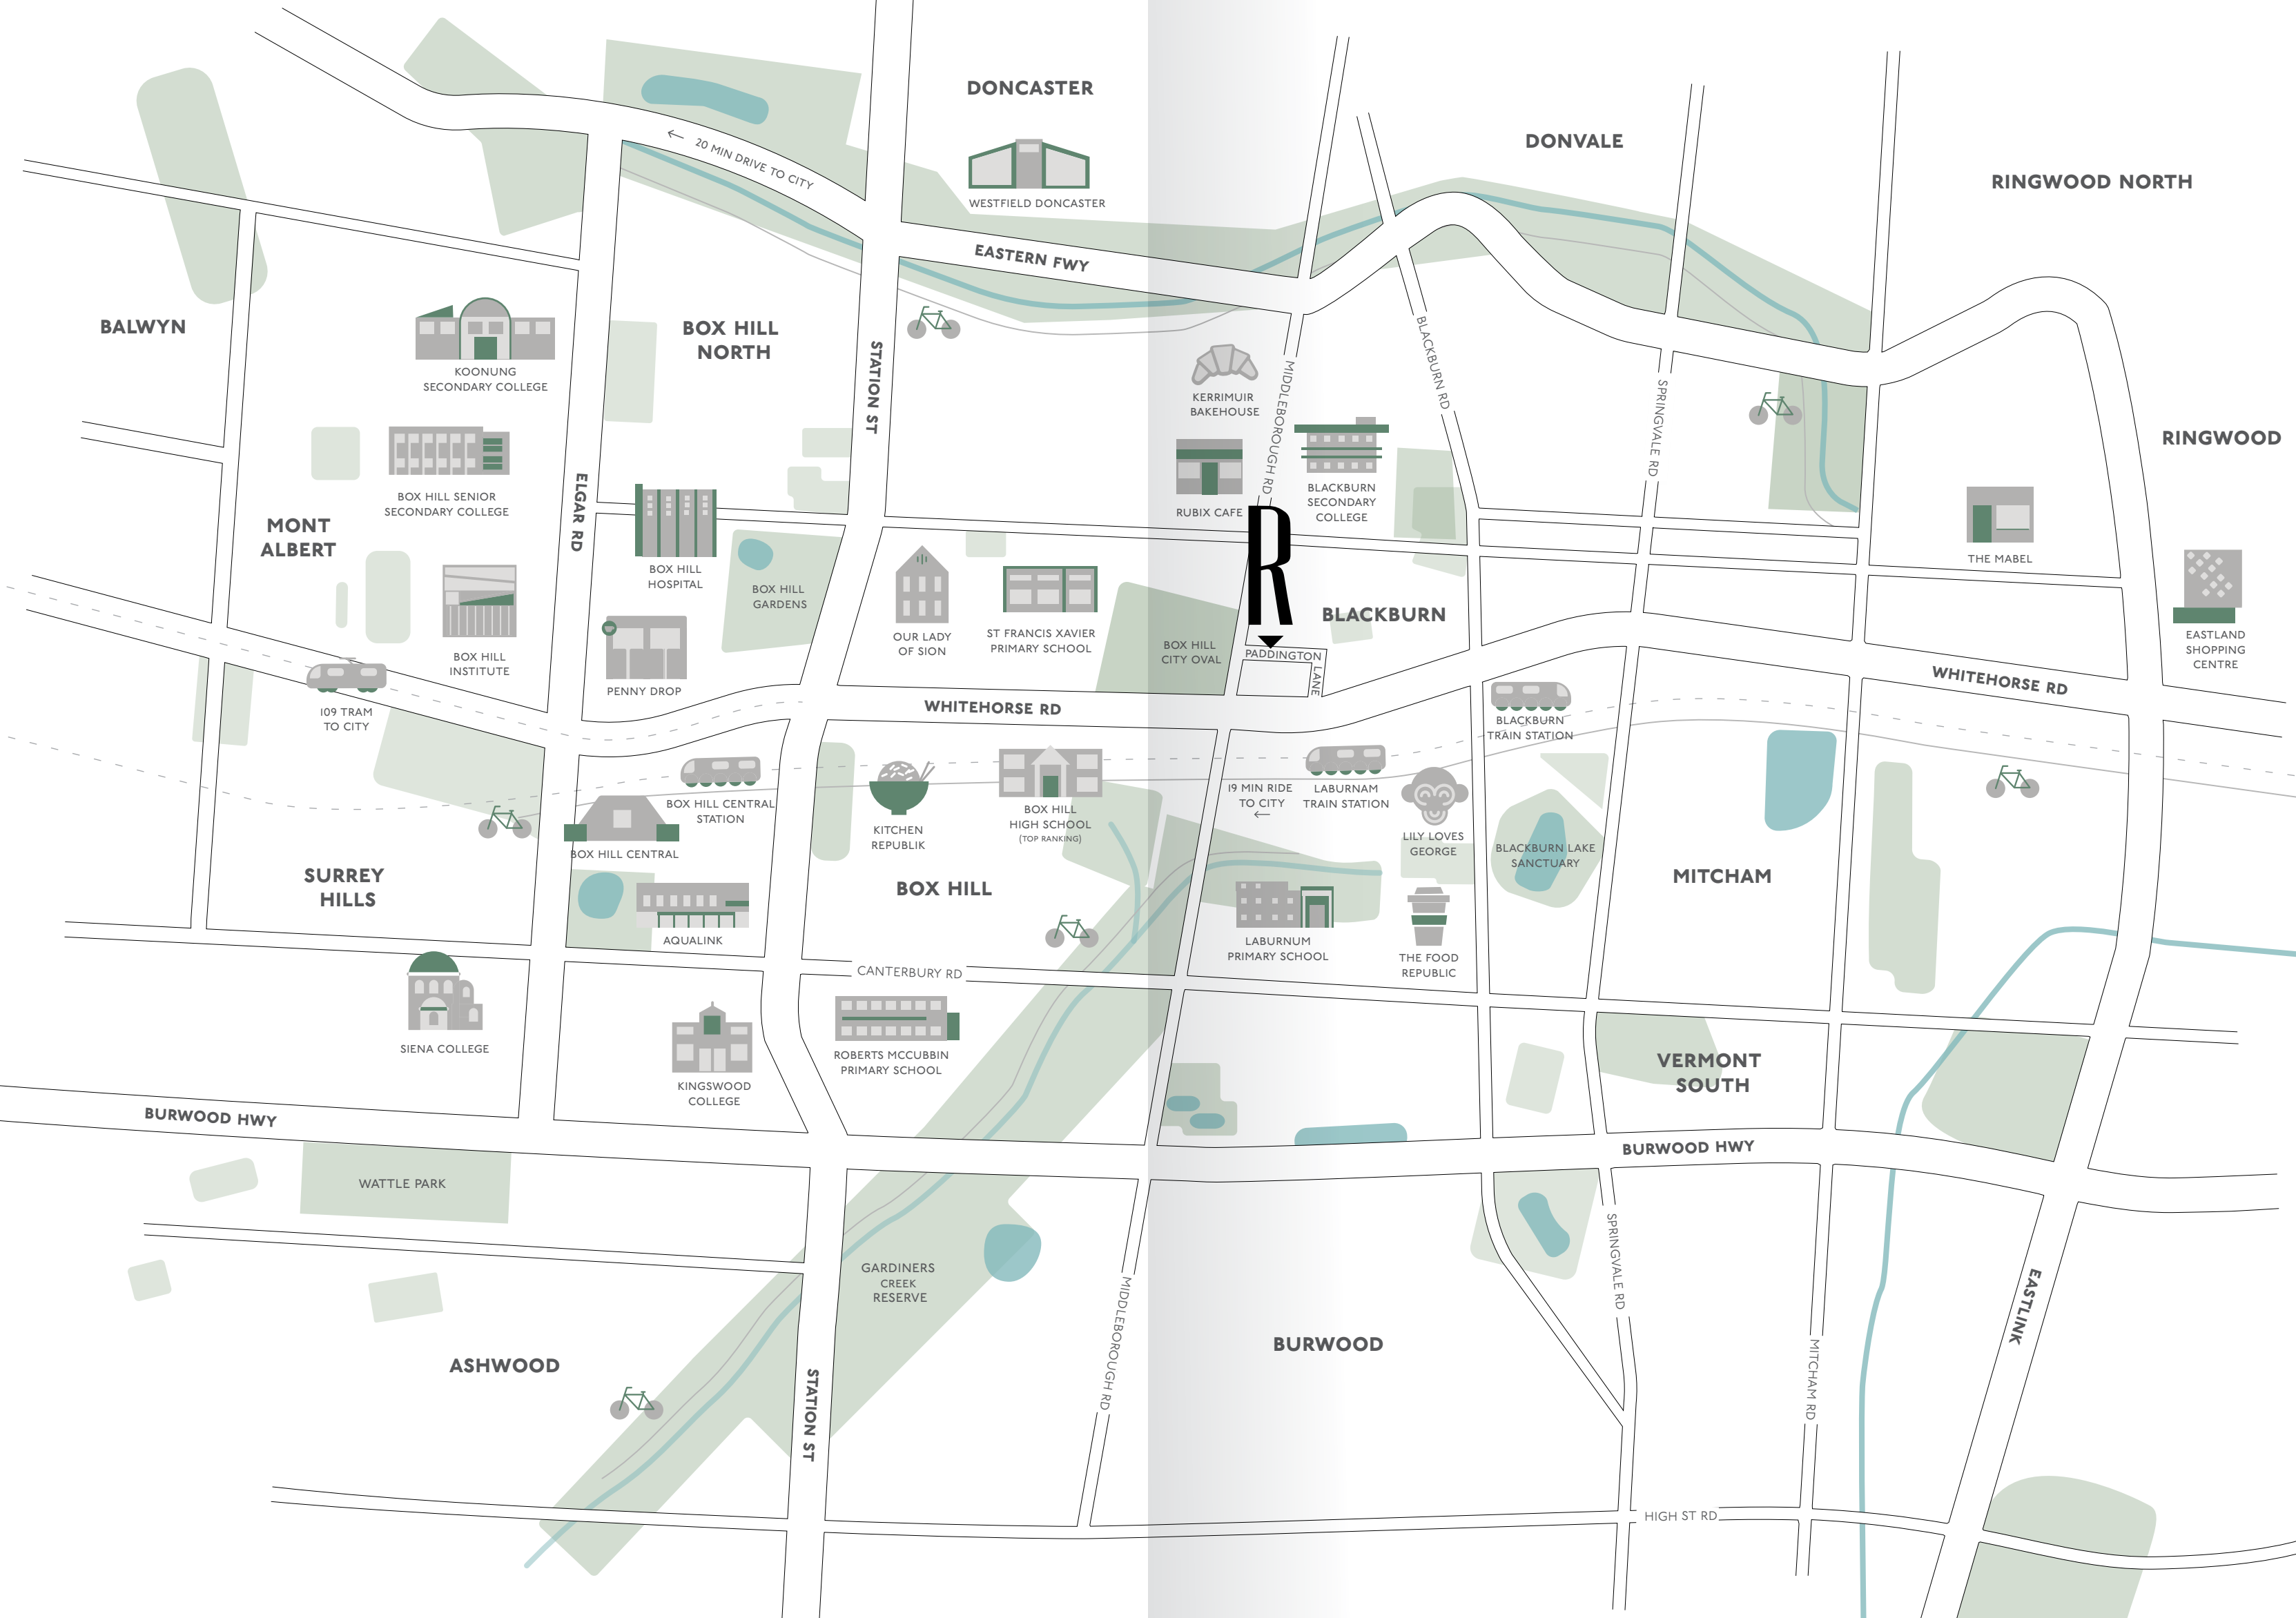 DONCASTER
DONVALE
RINGWOOD NORTH
← 20 MIN DRIVE TO CITY
WESTFIELD DONCASTER
EASTERN FWY
BALWYN
BOX HILL
NORTH
KOONUNG
SECONDARY COLLEGE
STATION ST
KERRIMUIR
BAKEHOUSE
MIDDLEBOROUGH RD
BLACKBURN RD
SPRINGVALE RD
RINGWOOD
BOX HILL SENIOR
SECONDARY COLLEGE
ELGAR RD
MONT
ALBERT
RUBIX CAFE
BLACKBURN
SECONDARY
COLLEGE
R
THE MABEL
BOX HILL
HOSPITAL
BOX HILL
GARDENS
OUR LADY
OF SION
ST FRANCIS XAVIER
PRIMARY SCHOOL
BOX HILL
CITY OVAL
BLACKBURN
PADDINGTON
LANE
EASTLAND
SHOPPING
CENTRE
BOX HILL
INSTITUTE
PENNY DROP
109 TRAM
TO CITY
WHITEHORSE RD
WHITEHORSE RD
BLACKBURN
TRAIN STATION
BOX HILL CENTRAL
STATION
BOX HILL CENTRAL
KITCHEN
REPUBLIK
BOX HILL
HIGH SCHOOL
(TOP RANKING)
19 MIN RIDE
TO CITY
←
LABURNAM
TRAIN STATION
LILY LOVES
GEORGE
BLACKBURN LAKE
SANCTUARY
SURREY
HILLS
BOX HILL
MITCHAM
AQUALINK
LABURNUM
PRIMARY SCHOOL
THE FOOD
REPUBLIC
CANTERBURY RD
SIENA COLLEGE
KINGSWOOD
COLLEGE
ROBERTS MCCUBBIN
PRIMARY SCHOOL
VERMONT
SOUTH
BURWOOD HWY
BURWOOD HWY
WATTLE PARK
GARDINERS
CREEK
RESERVE
MIDDLEBOROUGH RD
SPRINGVALE RD
MITCHAM RD
EASTLINK
ASHWOOD
STATION ST
BURWOOD
HIGH ST RD